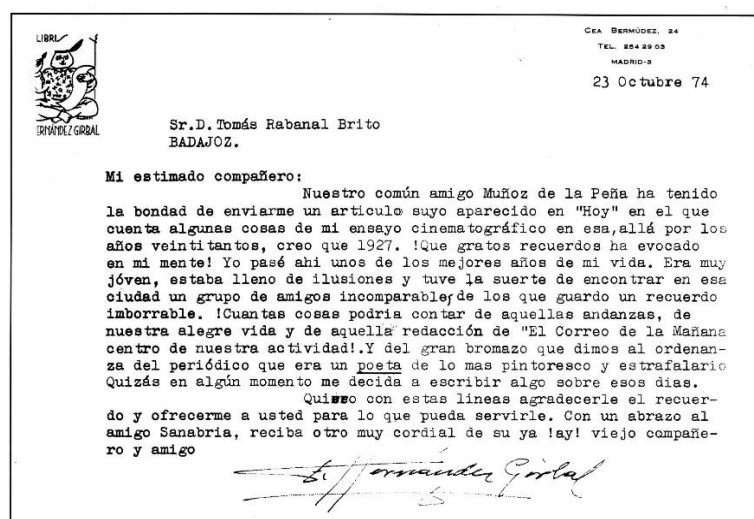 LIBRIS
ERNÁNDEZ GIRBAL
CEA BERMÚDEZ, 24
TEL. 254 29 03
MADRID-3
23 Octubre 74
Sr.D.Tomás Rabanal Brito
BADAJOZ.
Mi estimado compañero:
Nuestro común amigo Muñoz de la Peña ha tenido
la bondad de enviarme un articulo suyo aparecido en "Hoy" en el que
cuenta algunas cosas de mi ensayo cinematográfico en esa,allá por los
años veintitantos, creo que 1927. !Que gratos recuerdos ha evocado
en mi mente! Yo pasé ahi unos de los mejores años de mi vida. Era muy
jóven, estaba lleno de ilusiones y tuve la suerte de encontrar en esa
ciudad un grupo de amigos incomparable,de los que guardo un recuerdo
imborrable. !Cuantas cosas podria contar de aquellas andanzas, de
nuestra alegre vida y de aquella redacción de "El Correo de la Mañana
centro de nuestra actividad!.Y del gran bromazo que dimos al ordenan-
za del periódico que era un poeta de lo mas pintoresco y estrafalario
Quizás en algún momento me decida a escribir algo sobre esos dias.
Quiero con estas lineas agradecerle el recuer-
do y ofrecerme a usted para lo que pueda servirle. Con un abrazo al
amigo Sanabria, reciba otro muy cordial de su ya !ay! viejo compañe-
ro y amigo
F. Hernández Girbal